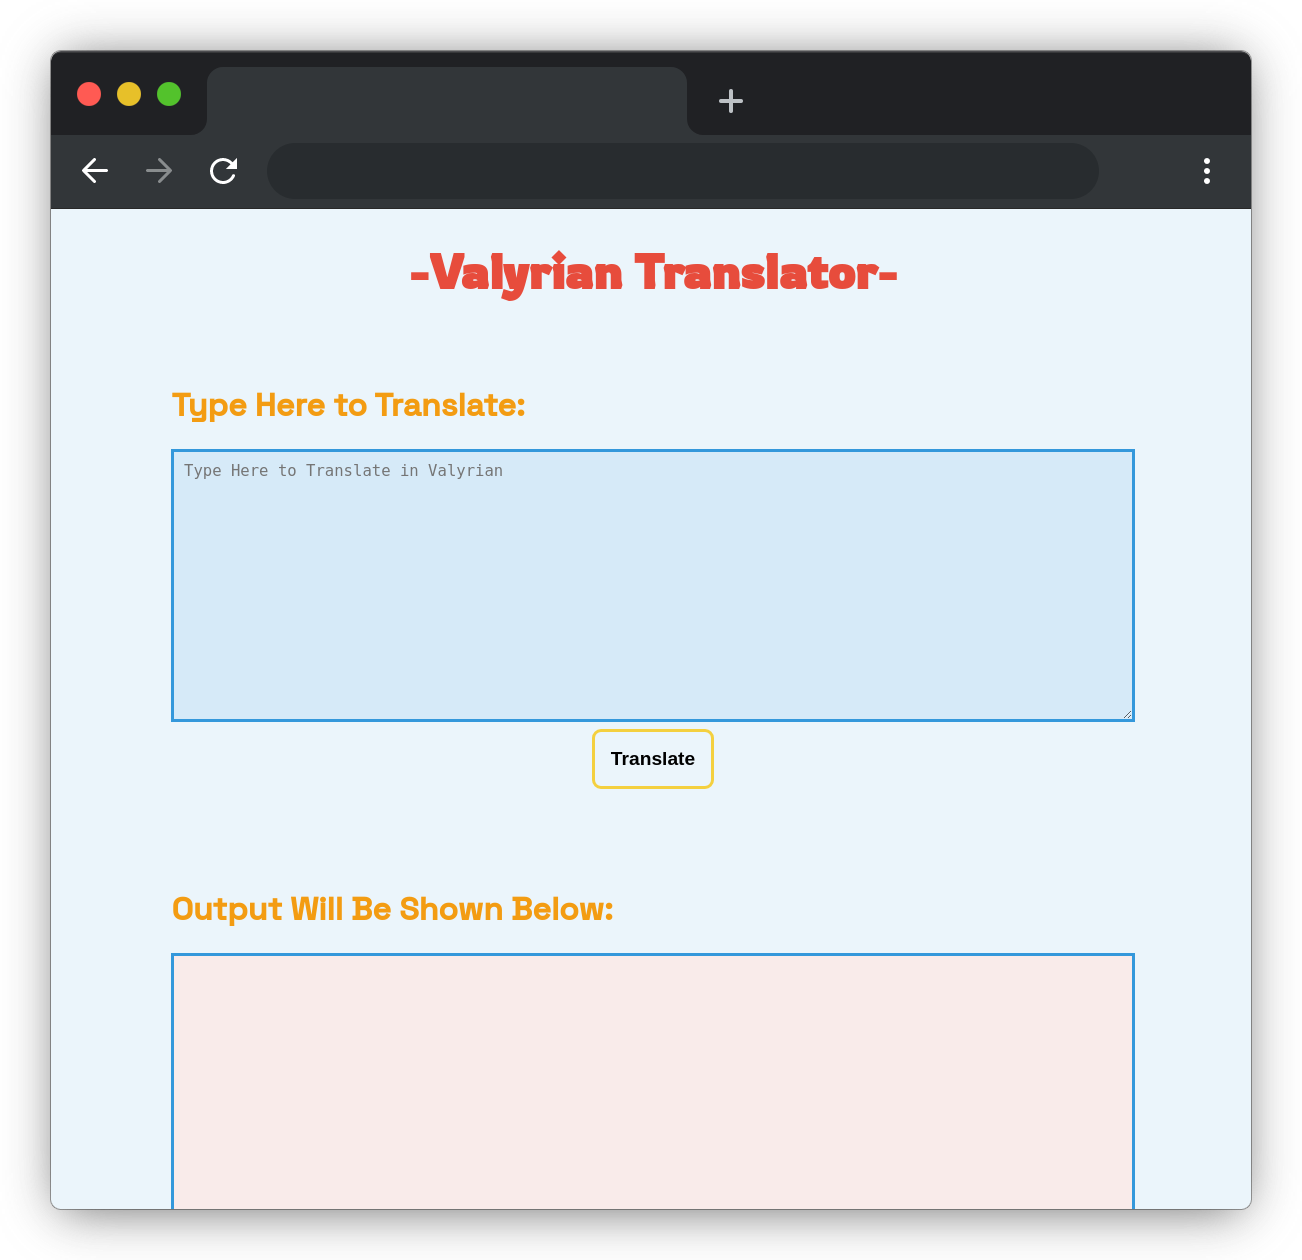 -Valyrian Translator-
Type Here to Translate:
Type Here to Translate in Valyrian
Translate
Output Will Be Shown Below: